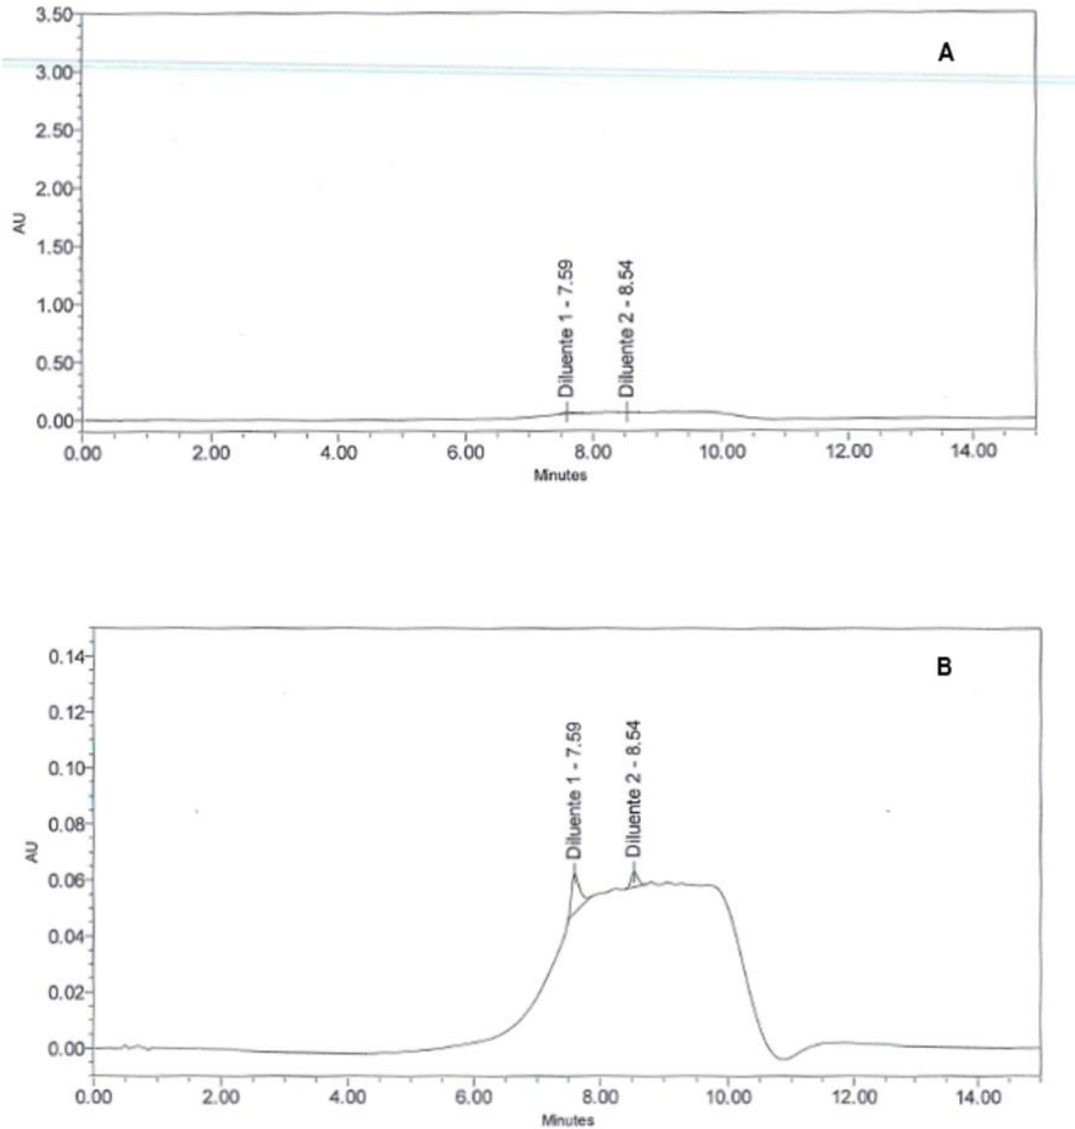 A
3.50
3.00
2.50
2.00
1.50
1.00
0.50
0.00
AU
Diluente 1 - 7.59
Diluente 2 - 8.54
0.00 2.00 4.00 6.00 8.00 10.00 12.00 14.00
Minutes
B
0.14
0.12
0.10
0.08
0.06
0.04
0.02
0.00
AU
Diluente 1 - 7.59
Diluente 2 - 8.54
0.00 2.00 4.00 6.00 8.00 10.00 12.00 14.00
Minutes